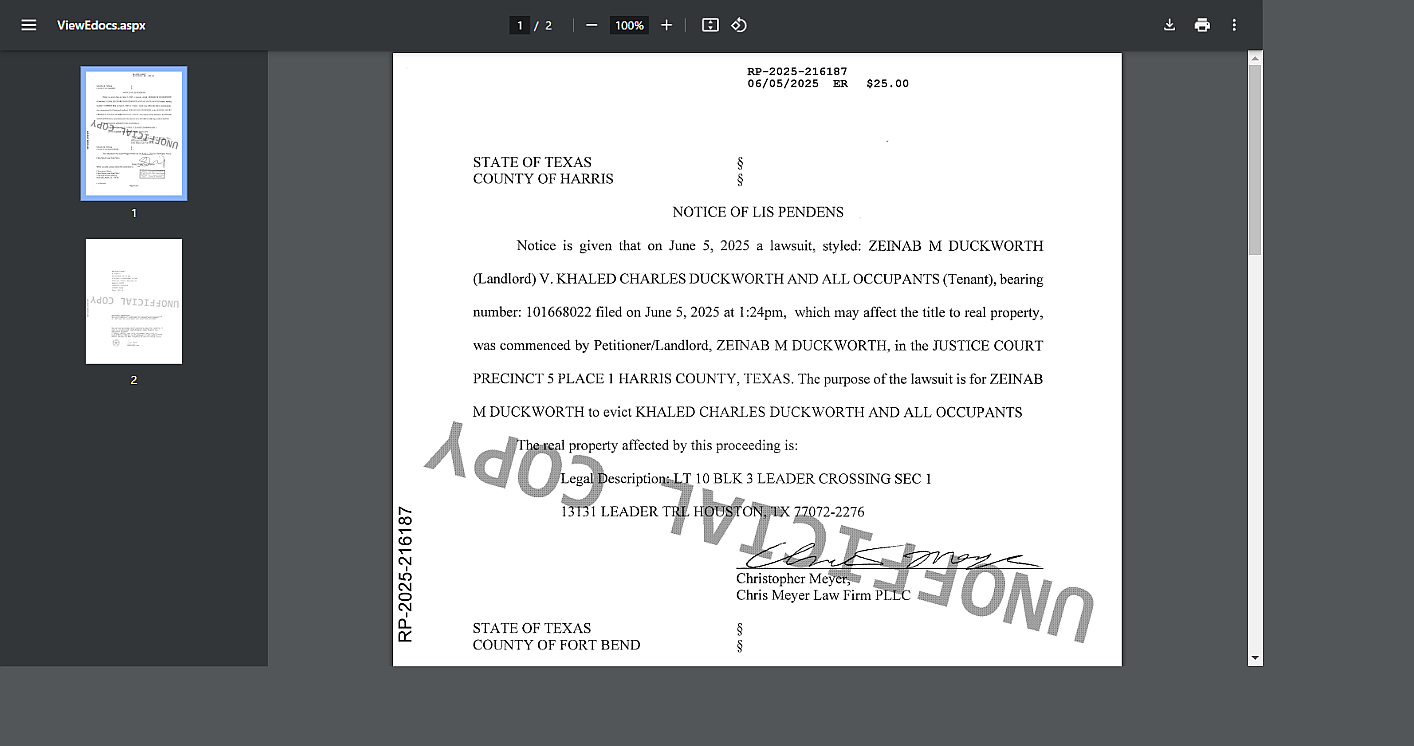 ViewEdocs.aspx
1 / 2
100%
1
2
RP-2025-216187
06/05/2025 ER $25.00
STATE OF TEXAS §
COUNTY OF HARRIS §
NOTICE OF LIS PENDENS
Notice is given that on June 5, 2025 a lawsuit, styled: ZEINAB M DUCKWORTH
(Landlord) V. KHALED CHARLES DUCKWORTH AND ALL OCCUPANTS (Tenant), bearing
number: 101668022 filed on June 5, 2025 at 1:24pm, which may affect the title to real property,
was commenced by Petitioner/Landlord, ZEINAB M DUCKWORTH, in the JUSTICE COURT
PRECINCT 5 PLACE 1 HARRIS COUNTY, TEXAS. The purpose of the lawsuit is for ZEINAB
M DUCKWORTH to evict KHALED CHARLES DUCKWORTH AND ALL OCCUPANTS
The real property affected by this proceeding is:
Legal Description: LT 10 BLK 3 LEADER CROSSING SEC 1
13131 LEADER TRL HOUSTON, TX 77072-2276
Christopher Meyer,
Chris Meyer Law Firm PLLC
STATE OF TEXAS §
COUNTY OF FORT BEND §
RP-2025-216187
UNOFFICIAL COPY